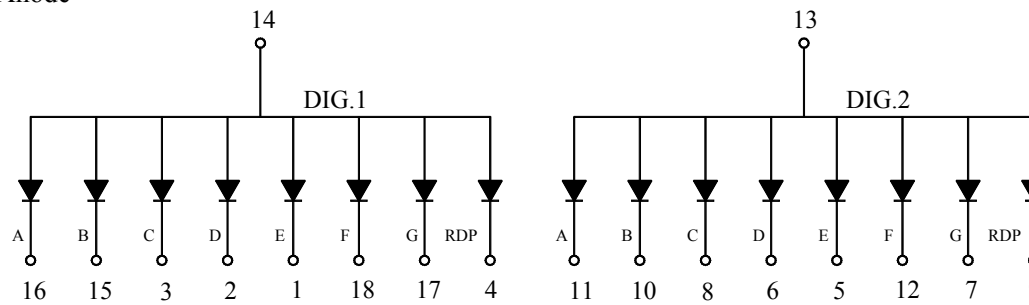 14 13
DIG.1 DIG.2
A B C D E F G RDP A B C D E F G RDP
16 15 3 2 1 18 17 4 11 10 8 6 5 12 7